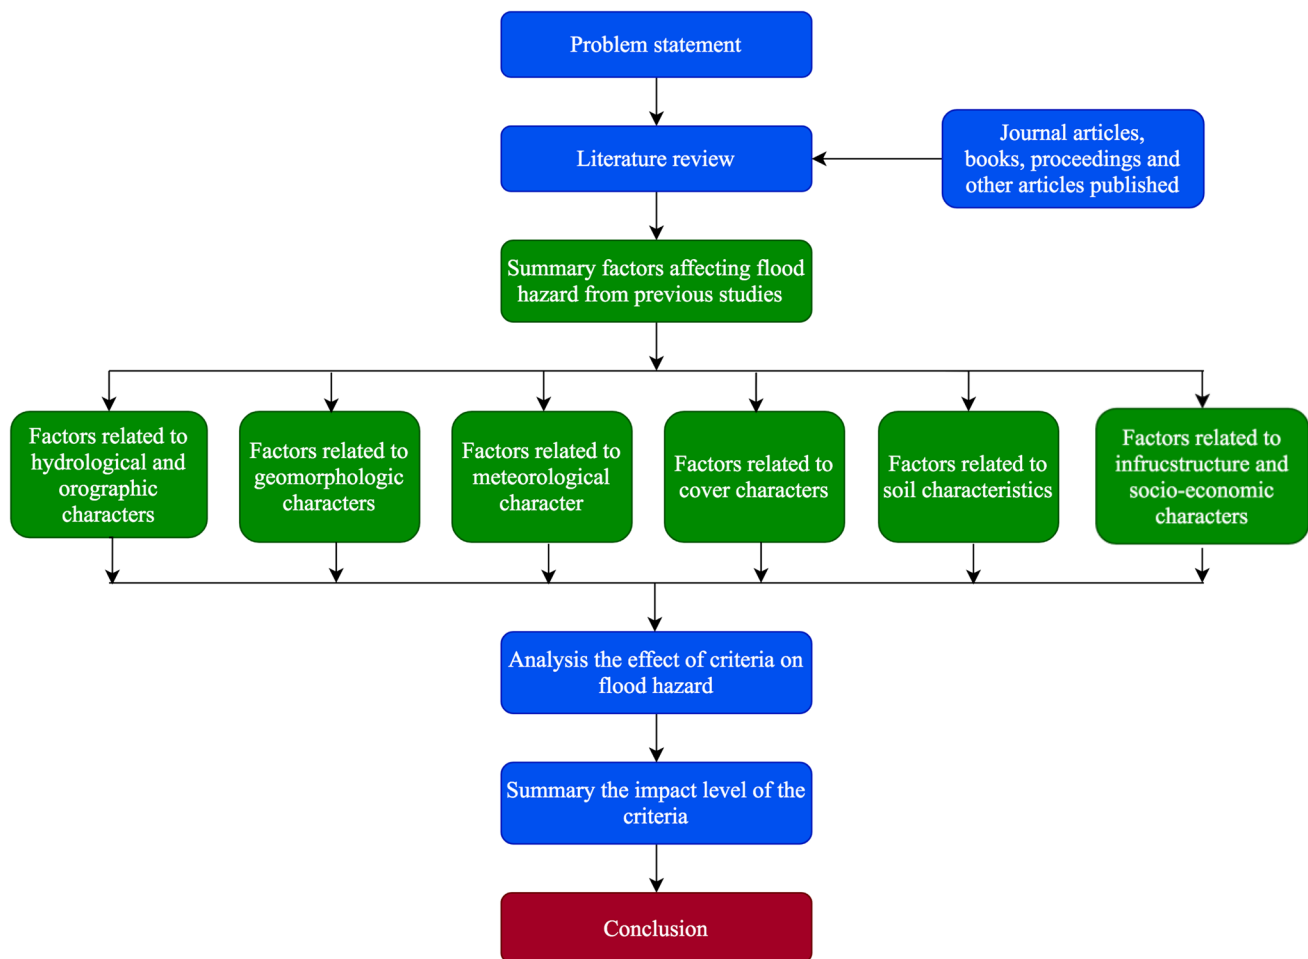 Problem statement
Literature review
Journal articles,
books, proceedings and
other articles published
Summary factors affecting flood
hazard from previous studies
Factors related to
hydrological and
orographic
characters
Factors related to
geomorphologic
characters
Factors related to
meteorological
character
Factors related to
cover characters
Factors related to
soil characteristics
Factors related to
infrucstructure and
socio-economic
characters
Analysis the effect of criteria on
flood hazard
Summary the impact level of the
criteria
Conclusion